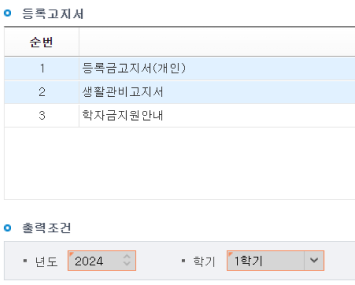 등록고지서
순번
1 등록금고지서(개인)
2 생활관비고지서
3 학자금지원안내
출력조건
년도 2024 학기 1학기